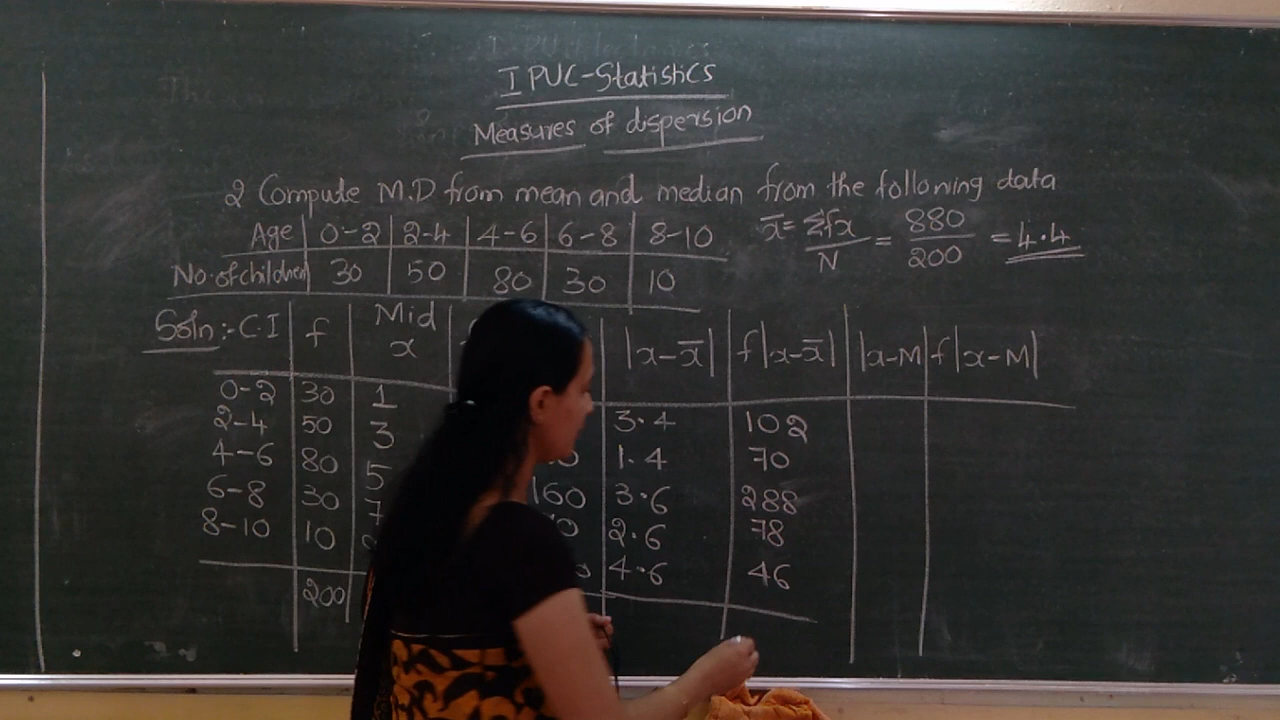 I PUC-Statistics
Measures of dispersion
2 Compute M.D from mean and median from the following data
Age 0-2 2-4 4-6 6-8 8-10
No. of children 30 50 80 30 10
x̄ = Σfx/N = 880/200 = 4.4
Soln:- C.I f Mid x |x-x̄| f|x-x̄| |x-M| f|x-M|
0-2 30 1 3.4 102
2-4 50 3 1.4 70
4-6 80 5 160 3.6 288
6-8 30 7 2.6 78
8-10 10 4.6 46
200